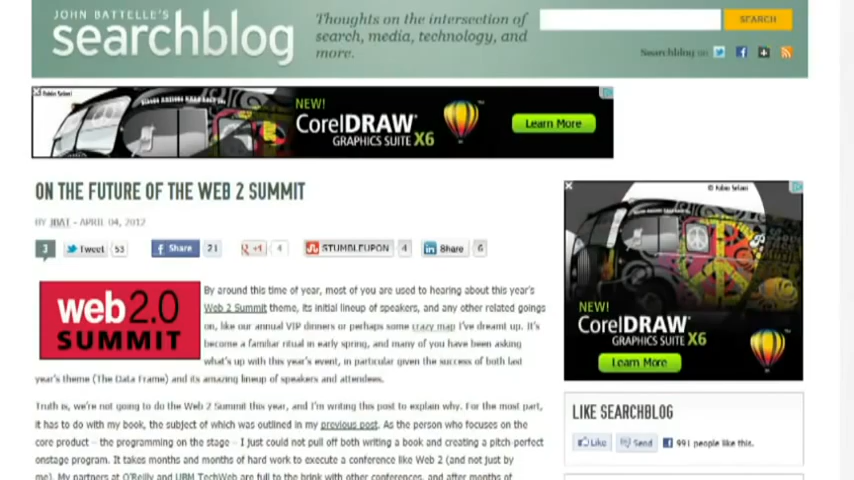 JOHN BATTELLE'S
searchblog
Thoughts on the intersection of
search, media, technology, and
more.
SEARCH
Searchblog on
NEW!
CorelDRAW
GRAPHICS SUITE X6
Learn More
ON THE FUTURE OF THE WEB 2 SUMMIT
BY JBAT - APRIL 04, 2012
3 Tweet 53 Share 21 +1 4 STUMBLEUPON 4 Share 6
web 2.0
SUMMIT
By around this time of year, most of you are used to hearing about this year's
Web 2 Summit theme, its initial lineup of speakers, and any other related goings
on, like our annual VIP dinners or perhaps some crazy map I've dreamt up. It's
become a familiar ritual in early spring, and many of you have been asking
what's up with this year's event, in particular given the success of both last
year's theme (The Data Frame) and its amazing lineup of speakers and attendees.
Truth is, we're not going to do the Web 2 Summit this year, and I'm writing this post to explain why. For the most part,
it has to do with my book, the subject of which was outlined in my previous post. As the person who focuses on the
core product – the programming on the stage – I just could not pull off both writing a book and creating a pitch-perfect
onstage program. It takes months and months of hard work to execute a conference like Web 2 (and not just by
me). My partners at O'Reilly and UBM TechWeb are full to the brink with other conferences, and after months of
NEW!
CorelDRAW
GRAPHICS SUITE X6
Learn More
LIKE SEARCHBLOG
Like Send 991 people like this.